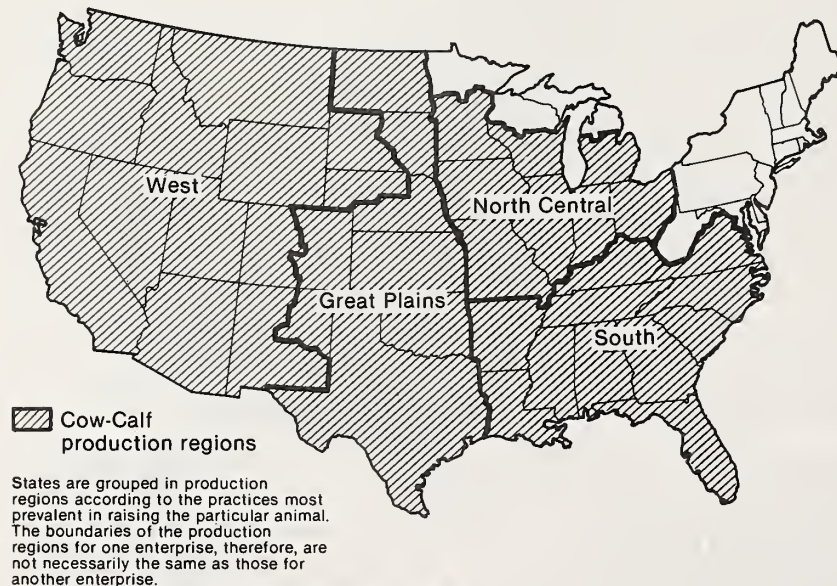 West
North Central
Great Plains
South
Cow-Calf
production regions
States are grouped in production
regions according to the practices most
prevalent in raising the particular animal.
The boundaries of the production
regions for one enterprise, therefore, are
not necessarily the same as those for
another enterprise.